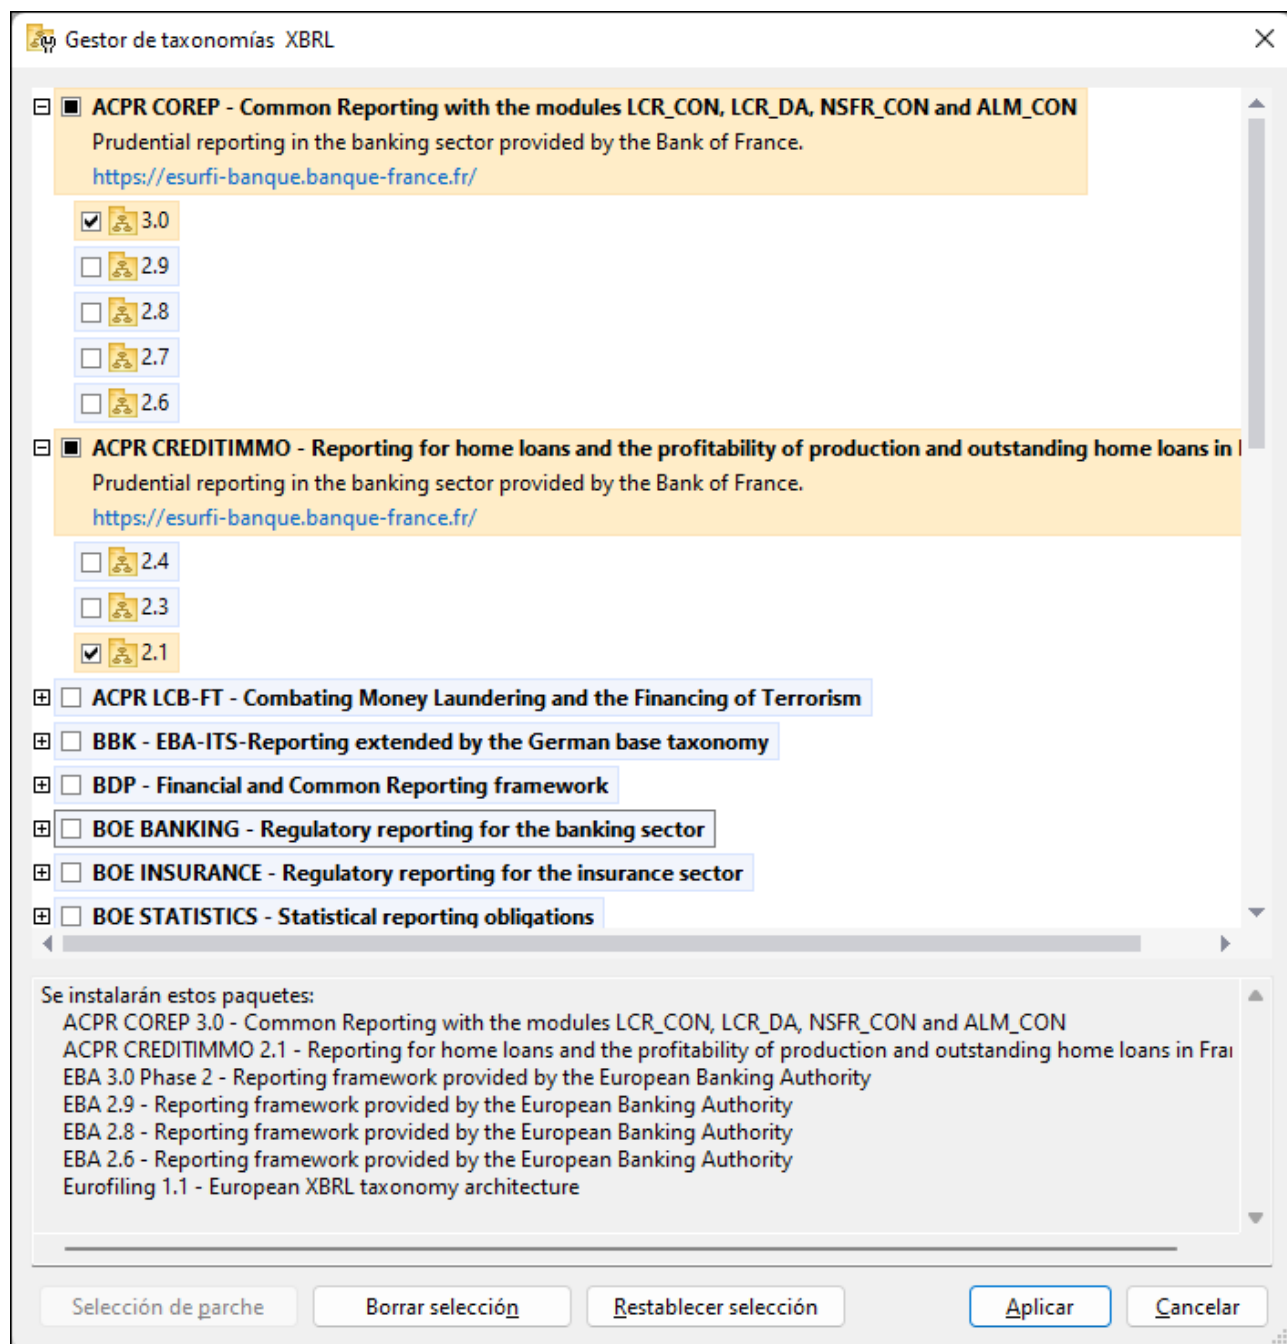 Gestor de taxonomías XBRL
ACPR COREP - Common Reporting with the modules LCR_CON, LCR_DA, NSFR_CON and ALM_CON
Prudential reporting in the banking sector provided by the Bank of France.
https://esurfi-banque.banque-france.fr/
3.0
2.9
2.8
2.7
2.6
ACPR CREDITIMMO - Reporting for home loans and the profitability of production and outstanding home loans in
Prudential reporting in the banking sector provided by the Bank of France.
https://esurfi-banque.banque-france.fr/
2.4
2.3
2.1
ACPR LCB-FT - Combating Money Laundering and the Financing of Terrorism
BBK - EBA-ITS-Reporting extended by the German base taxonomy
BDP - Financial and Common Reporting framework
BOE BANKING - Regulatory reporting for the banking sector
BOE INSURANCE - Regulatory reporting for the insurance sector
BOE STATISTICS - Statistical reporting obligations
Se instalarán estos paquetes:
ACPR COREP 3.0 - Common Reporting with the modules LCR_CON, LCR_DA, NSFR_CON and ALM_CON
ACPR CREDITIMMO 2.1 - Reporting for home loans and the profitability of production and outstanding home loans in
EBA 3.0 Phase 2 - Reporting framework provided by the European Banking Authority
EBA 2.9 - Reporting framework provided by the European Banking Authority
EBA 2.8 - Reporting framework provided by the European Banking Authority
EBA 2.6 - Reporting framework provided by the European Banking Authority
Eurofiling 1.1 - European XBRL taxonomy architecture
Selección de parche
Borrar selección
Restablecer selección
Aplicar
Cancelar